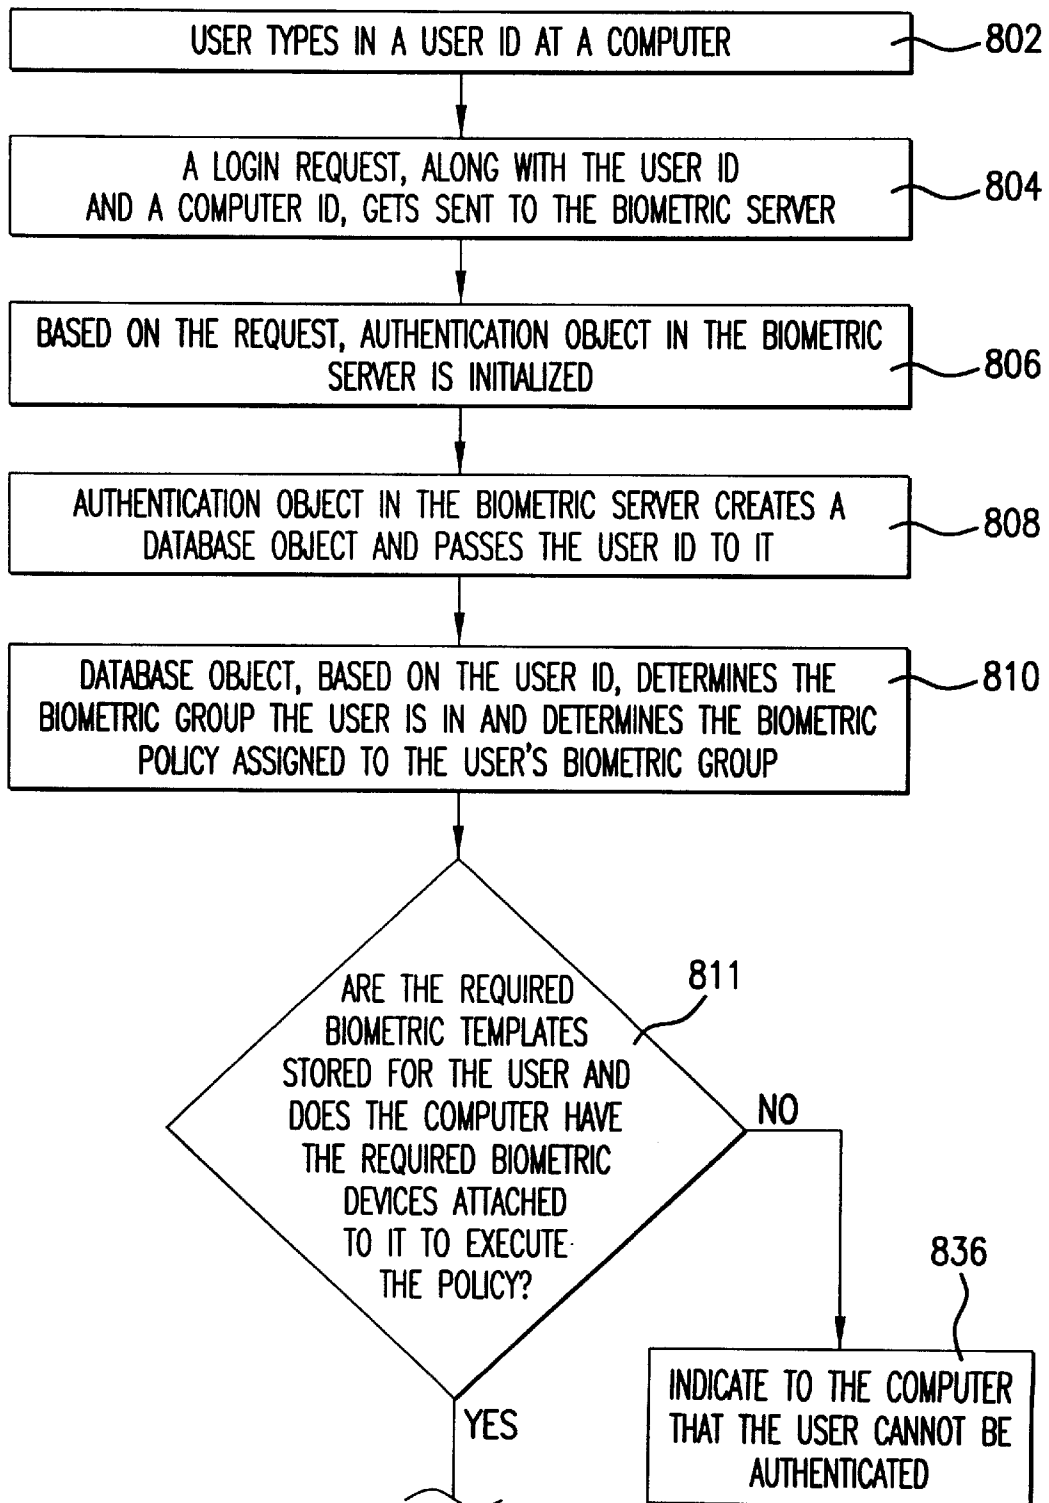 USER TYPES IN A USER ID AT A COMPUTER
802
A LOGIN REQUEST, ALONG WITH THE USER ID
AND A COMPUTER ID, GETS SENT TO THE BIOMETRIC SERVER
804
BASED ON THE REQUEST, AUTHENTICATION OBJECT IN THE BIOMETRIC
SERVER IS INITIALIZED
806
AUTHENTICATION OBJECT IN THE BIOMETRIC SERVER CREATES A
DATABASE OBJECT AND PASSES THE USER ID TO IT
808
DATABASE OBJECT, BASED ON THE USER ID, DETERMINES THE
BIOMETRIC GROUP THE USER IS IN AND DETERMINES THE BIOMETRIC
POLICY ASSIGNED TO THE USER'S BIOMETRIC GROUP
810
ARE THE REQUIRED
BIOMETRIC TEMPLATES
STORED FOR THE USER AND
DOES THE COMPUTER HAVE
THE REQUIRED BIOMETRIC
DEVICES ATTACHED
TO IT TO EXECUTE
THE POLICY?
811
NO
836
INDICATE TO THE COMPUTER
THAT THE USER CANNOT BE
AUTHENTICATED
YES